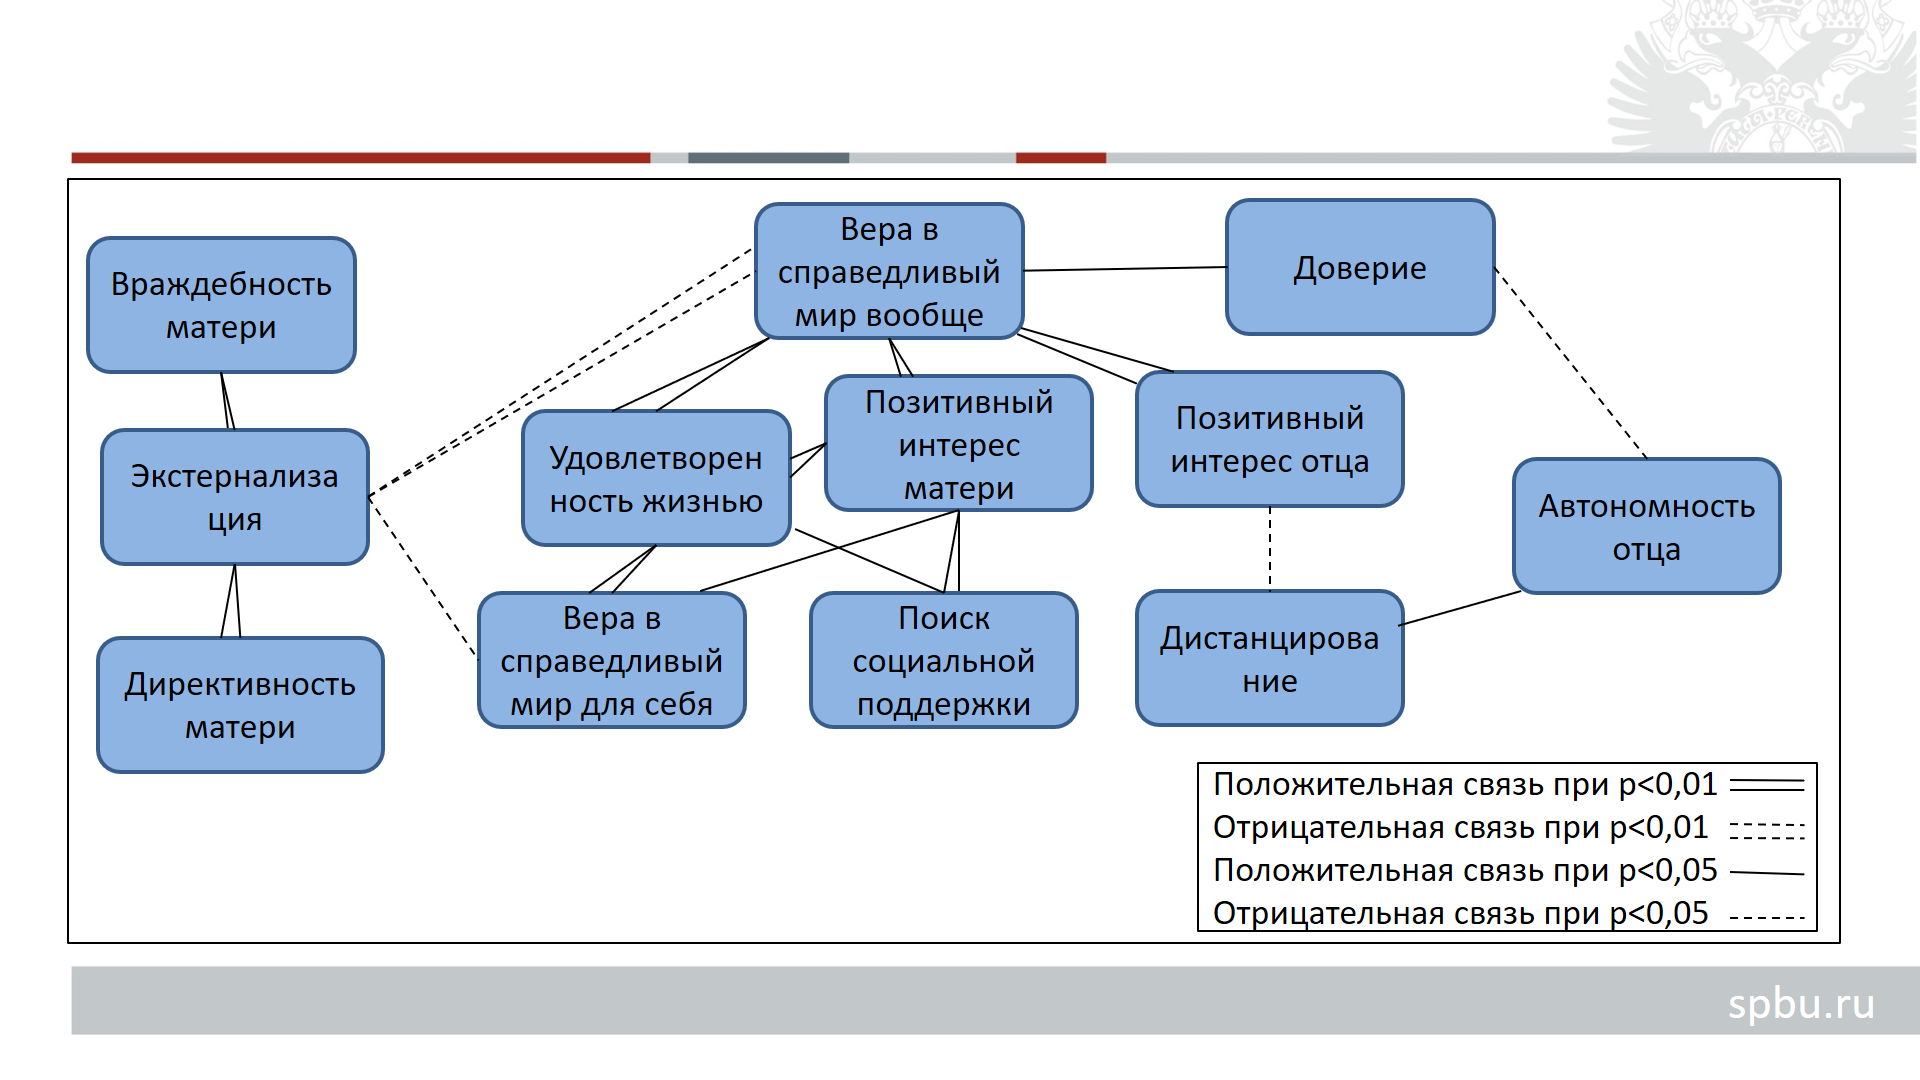 Вера в
справедливый
мир вообще
Доверие
Враждебность
матери
Позитивный
интерес
матери
Позитивный
интерес отца
Удовлетворен
ность жизнью
Экстернализа
ция
Автономность
отца
Вера в
справедливый
мир для себя
Поиск
социальной
поддержки
Дистанцирова
ние
Директивность
матери
Положительная связь при p<0,01
Отрицательная связь при p<0,01
Положительная связь при p<0,05
Отрицательная связь при p<0,05
spbu.ru